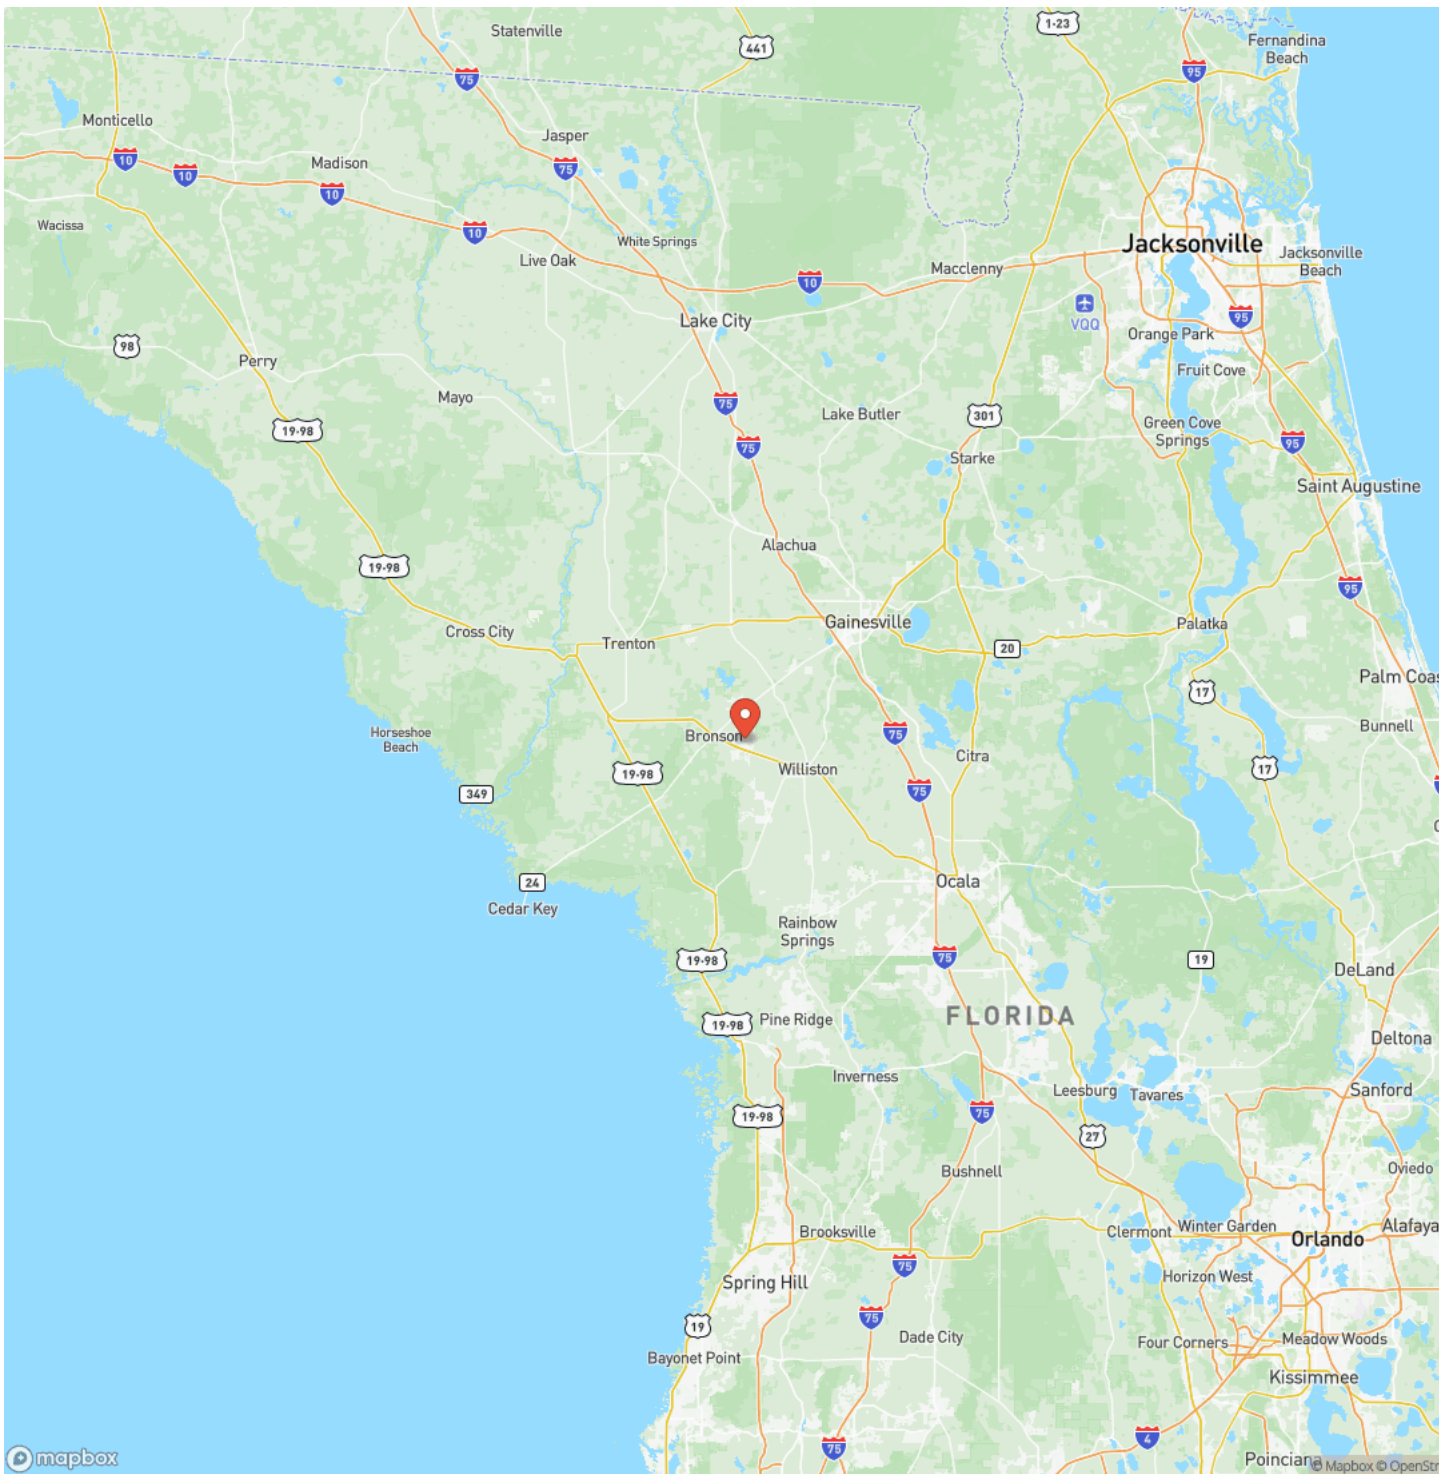 Statenville
441
1-23
Fernandina
Beach
75
95
Monticello
Jasper
10
Madison
75
10
10
Wacissa
10
White Springs
Live Oak
Jacksonville
Jacksonville
Beach
Macclenny
10
VQQ
95
Lake City
Orange Park
98
Perry
Fruit Cove
Mayo
75
Lake Butler
301
Green Cove
Springs
19-98
75
95
Starke
Saint Augustine
Alachua
19-98
95
Cross City
Trenton
Gainesville
20
Palatka
17
Palm Coas
Bunnell
Horseshoe
Beach
Bronson
75
Citra
19-98
Williston
17
349
75
24
Cedar Key
Ocala
Rainbow
Springs
19-98
75
19
DeLand
19-98
Pine Ridge
FLORIDA
Deltona
Inverness
Leesburg
Tavares
Sanford
19-98
75
27
Bushnell
Oviedo
Brooksville
Clermont
Winter Garden
Alafaya
Orlando
75
Spring Hill
Horizon West
19
75
Dade City
Four Corners
Meadow Woods
Bayonet Point
Kissimmee
4
75
mapbox
Poinciana
© Mapbox © OpenStr